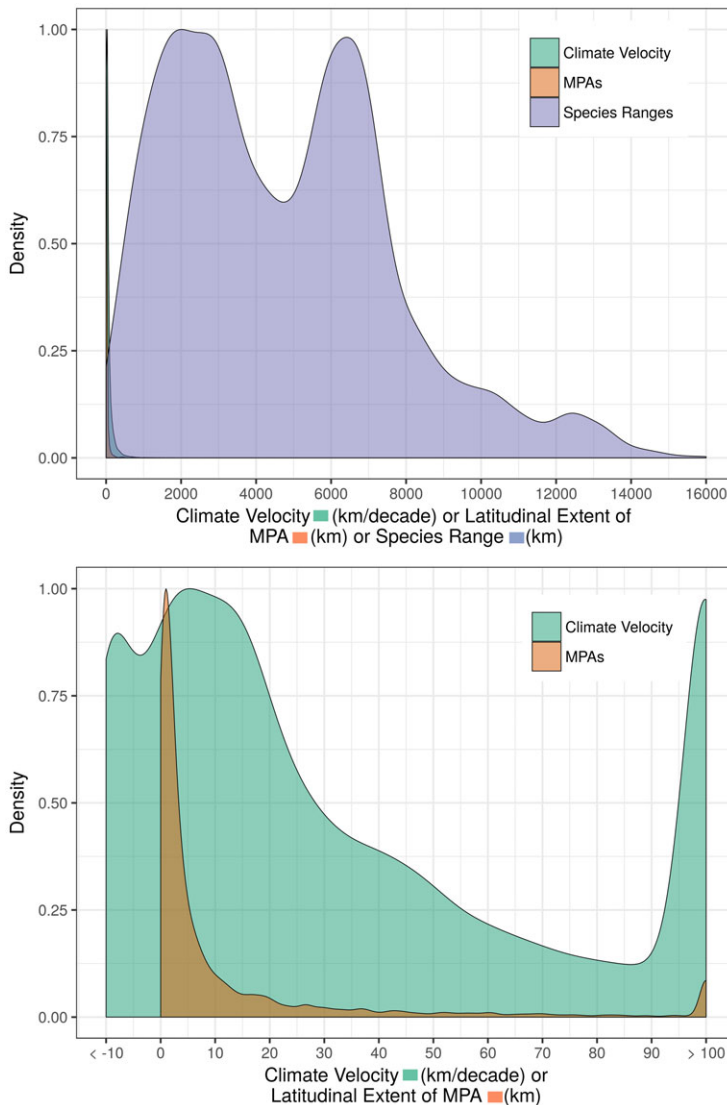 1.00
0.75
0.50
0.25
0.00
Density
Climate Velocity
MPAs
Species Ranges
0 2000 4000 6000 8000 10000 12000 14000 16000
Climate Velocity (km/decade) or Latitudinal Extent of
MPA (km) or Species Range (km)
1.00
0.75
0.50
0.25
0.00
Density
Climate Velocity
MPAs
< -10 0 10 20 30 40 50 60 70 80 90 > 100
Climate Velocity (km/decade) or
Latitudinal Extent of MPA (km)